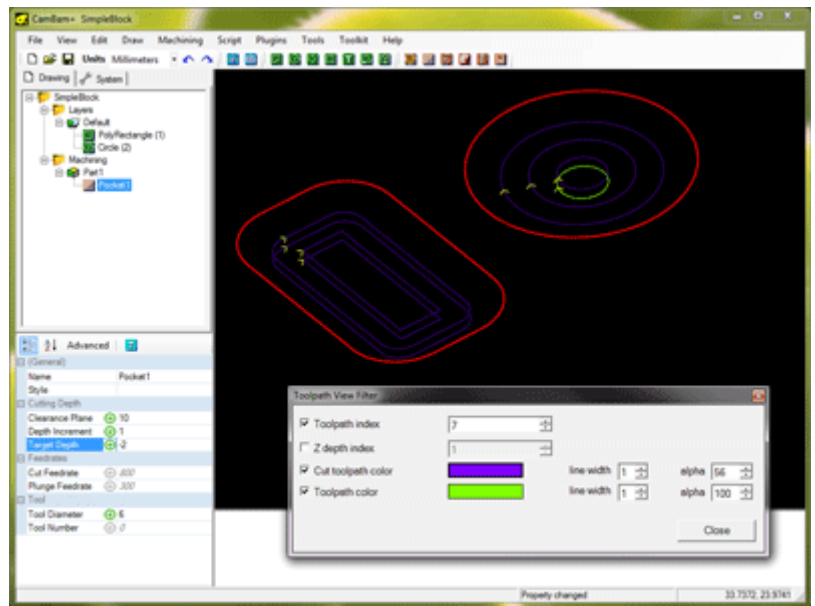 CamBam+ SimpleBlock
File View Edit Draw Machining Script Plugins Tools Toolkit Help
Units Millimeters
Drawing System
SimpleBlock
Layers
Default
PolyRectangle (1)
Circle (2)
Machining
Part1
Pocket1
Advanced
(General)
Name Pocket1
Style
Cutting Depth
Clearance Plane 10
Depth Increment 1
Target Depth -2
Feedrates
Cut Feedrate 800
Plunge Feedrate 300
Tool
Tool Diameter 6
Tool Number 0
Toolpath View Filter
Toolpath index 7
Z depth index 1
Cut toolpath color line width 1 alpha 56
Toolpath color line width 1 alpha 100
Close
Property changed 33.7372, 23.9741